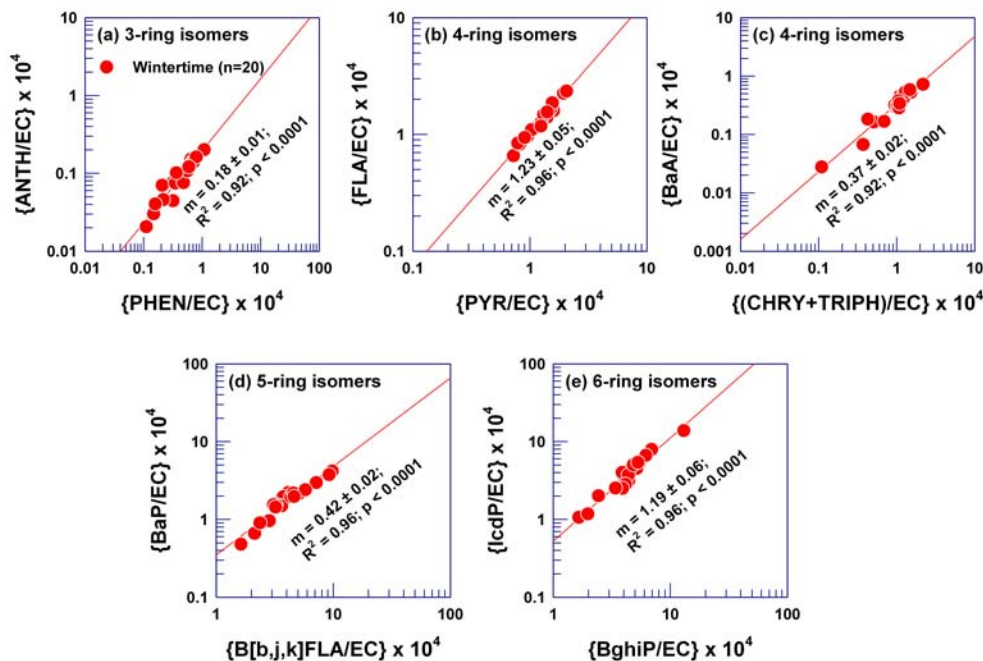 (a) 3-ring isomers
Wintertime (n=20)
{ANTH/EC} x 10⁴
10
1
0.1
0.01
m = 0.18 ± 0.01;
R² = 0.92; p < 0.0001
0.01 0.1 1 10 100
{PHEN/EC} x 10⁴
(b) 4-ring isomers
{FLA/EC} x 10⁴
10
1
0.1
m = 1.23 ± 0.05;
R² = 0.96; p < 0.0001
0.1 1 10
{PYR/EC} x 10⁴
(c) 4-ring isomers
{BaA/EC} x 10⁴
10
1
0.1
0.01
0.001
m = 0.37 ± 0.02;
R² = 0.92; p < 0.0001
0.01 0.1 1 10
{(CHRY+TRIPH)/EC} x 10⁴
(d) 5-ring isomers
{BaP/EC} x 10⁴
100
10
1
0.1
m = 0.42 ± 0.02;
R² = 0.96; p < 0.0001
1 10 100
{B[b,j,k]FLA/EC} x 10⁴
(e) 6-ring isomers
{IcdP/EC} x 10⁴
100
10
1
0.1
m = 1.19 ± 0.06;
R² = 0.96; p < 0.0001
1 10 100
{BghiP/EC} x 10⁴